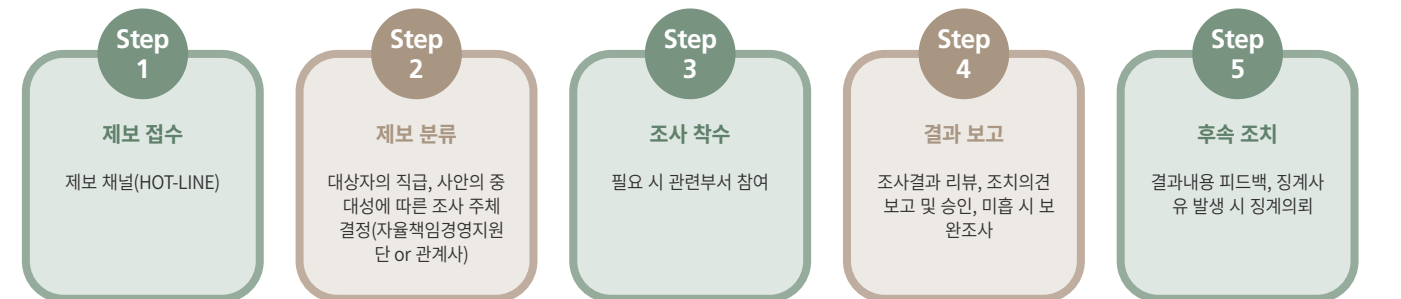 Step
1
제보 접수
제보 채널(HOT-LINE)
Step
2
제보 분류
대상자의 직급, 사안의 중
대성에 따른 조사 주체
결정(자율책임경영지원
단 or 관계사)
Step
3
조사 착수
필요 시 관련부서 참여
Step
4
결과 보고
조사결과 리뷰, 조치의견
보고 및 승인, 미흡 시 보
완조사
Step
5
후속 조치
결과내용 피드백, 징계사
유 발생 시 징계의뢰